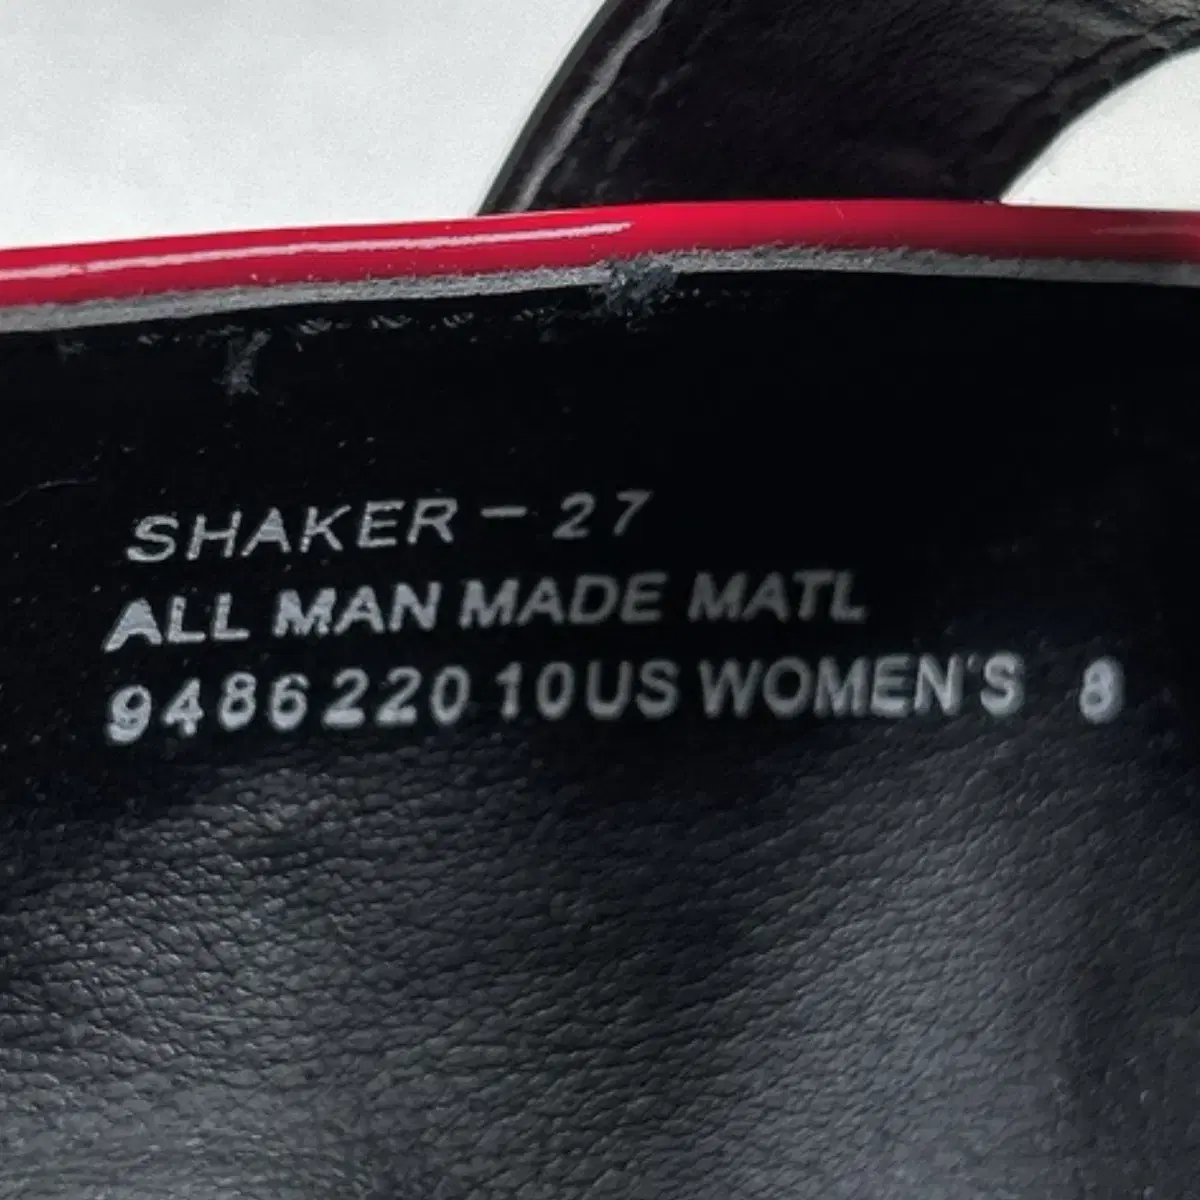 SHAKER - 27
ALL MAN MADE MATL
9486220 10US WOMEN'S 8